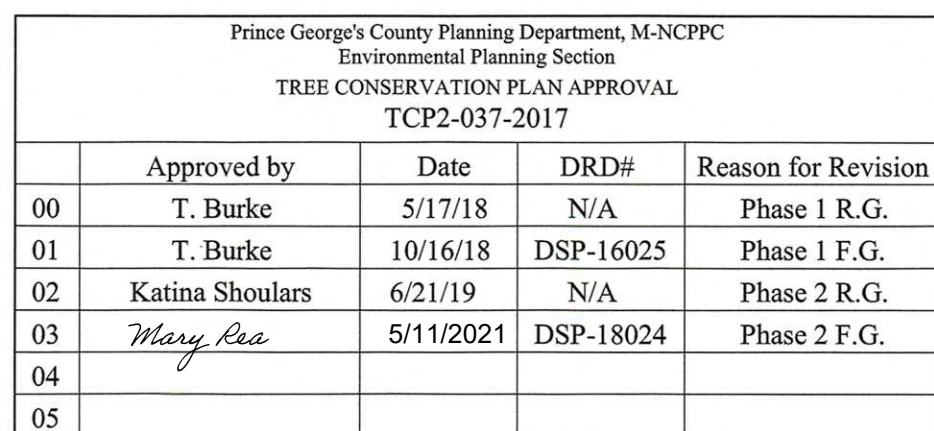 Prince George's County Planning Department, M-NCPPC
Environmental Planning Section
TREE CONSERVATION PLAN APPROVAL
TCP2-037-2017
Approved by Date DRD# Reason for Revision
00 T. Burke 5/17/18 N/A Phase 1 R.G.
01 T. Burke 10/16/18 DSP-16025 Phase 1 F.G.
02 Katina Shoulars 6/21/19 N/A Phase 2 R.G.
03 Mary Rea 5/11/2021 DSP-18024 Phase 2 F.G.
04
05